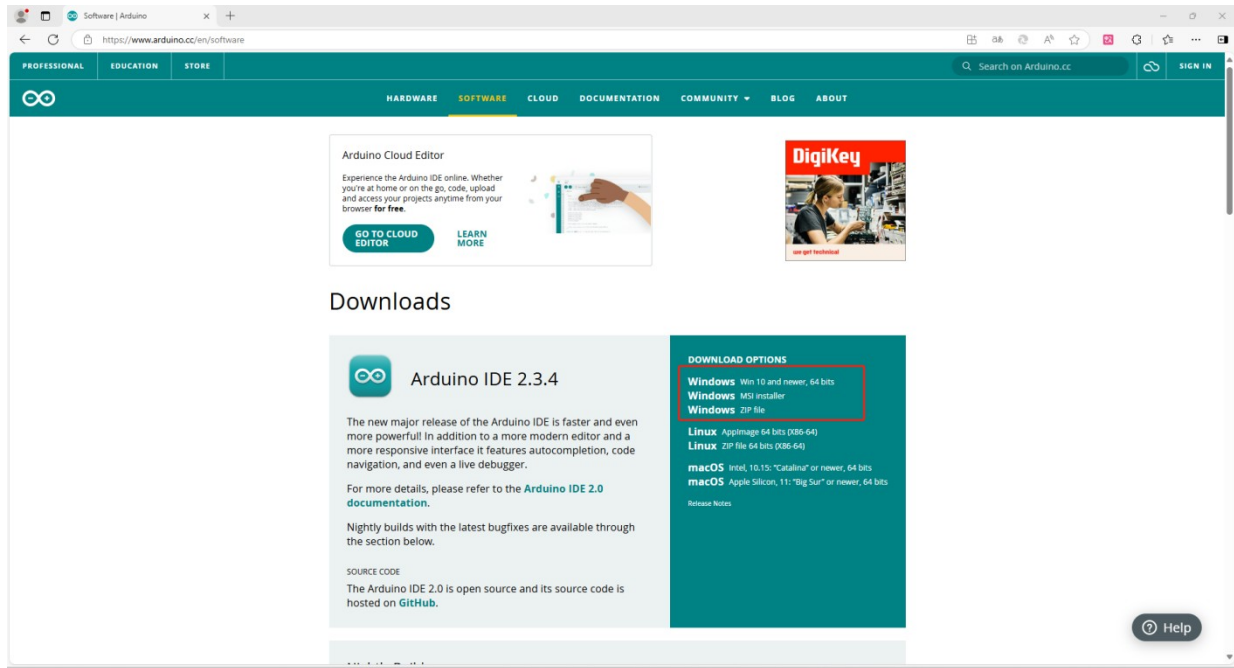 Software | Arduino
https://www.arduino.cc/en/software
PROFESSIONAL EDUCATION STORE
Search on Arduino.cc
SIGN IN
HARDWARE SOFTWARE CLOUD DOCUMENTATION COMMUNITY BLOG ABOUT
Arduino Cloud Editor
Experience the Arduino IDE online. Whether
you're at home or on the go, code, upload
and access your projects anytime from your
browser for free.
GO TO CLOUD
EDITOR
LEARN
MORE
DigiKey
we get technical
Downloads
Arduino IDE 2.3.4
The new major release of the Arduino IDE is faster and even
more powerful! In addition to a more modern editor and a
more responsive interface it features autocompletion, code
navigation, and even a live debugger.
For more details, please refer to the Arduino IDE 2.0
documentation.
Nightly builds with the latest bugfixes are available through
the section below.
SOURCE CODE
The Arduino IDE 2.0 is open source and its source code is
hosted on GitHub.
DOWNLOAD OPTIONS
Windows Win 10 and newer, 64 bits
Windows MSI installer
Windows ZIP file
Linux AppImage 64 bits (X86-64)
Linux ZIP file 64 bits (X86-64)
macOS Intel, 10.15: "Catalina" or newer, 64 bits
macOS Apple Silicon, 11: "Big Sur" or newer, 64 bits
Release Notes
Help